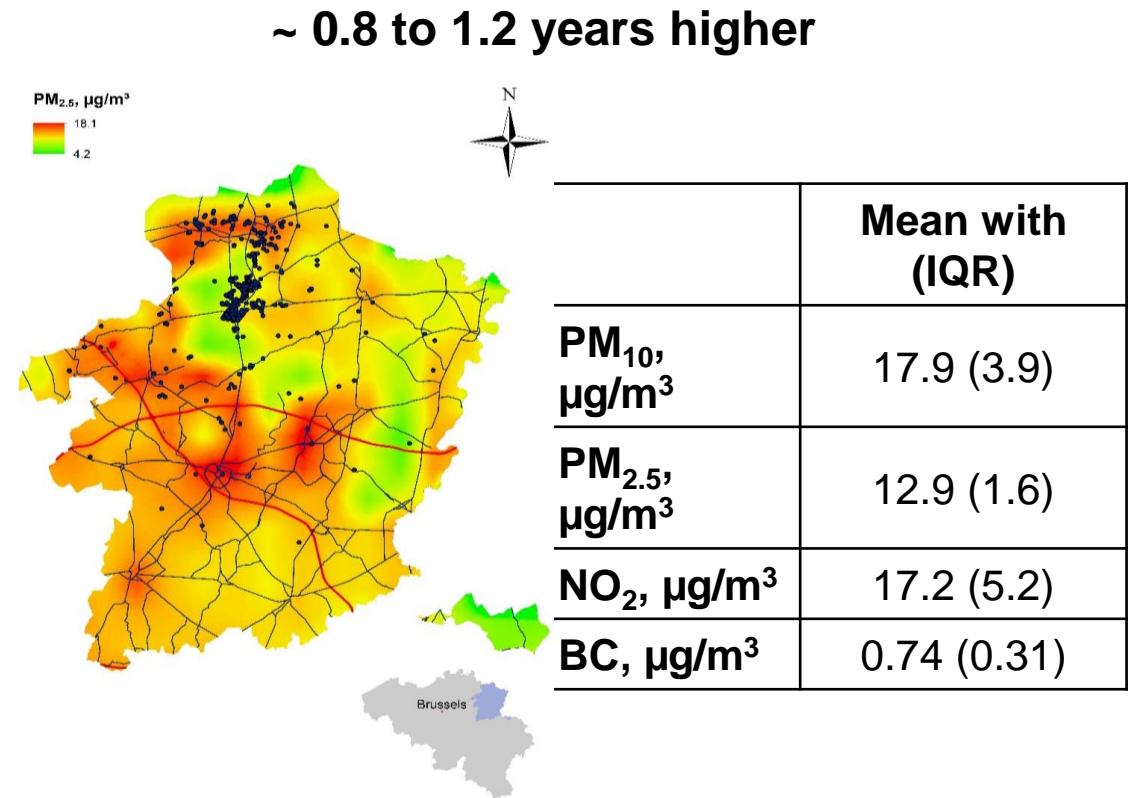 ~ 0.8 to 1.2 years higher
PM₂.₅, µg/m³
18.1
4.2
N
Mean with
(IQR)
PM₁₀,
µg/m³
17.9 (3.9)
PM₂.₅,
µg/m³
12.9 (1.6)
NO₂, µg/m³
17.2 (5.2)
BC, µg/m³
0.74 (0.31)
Brussels